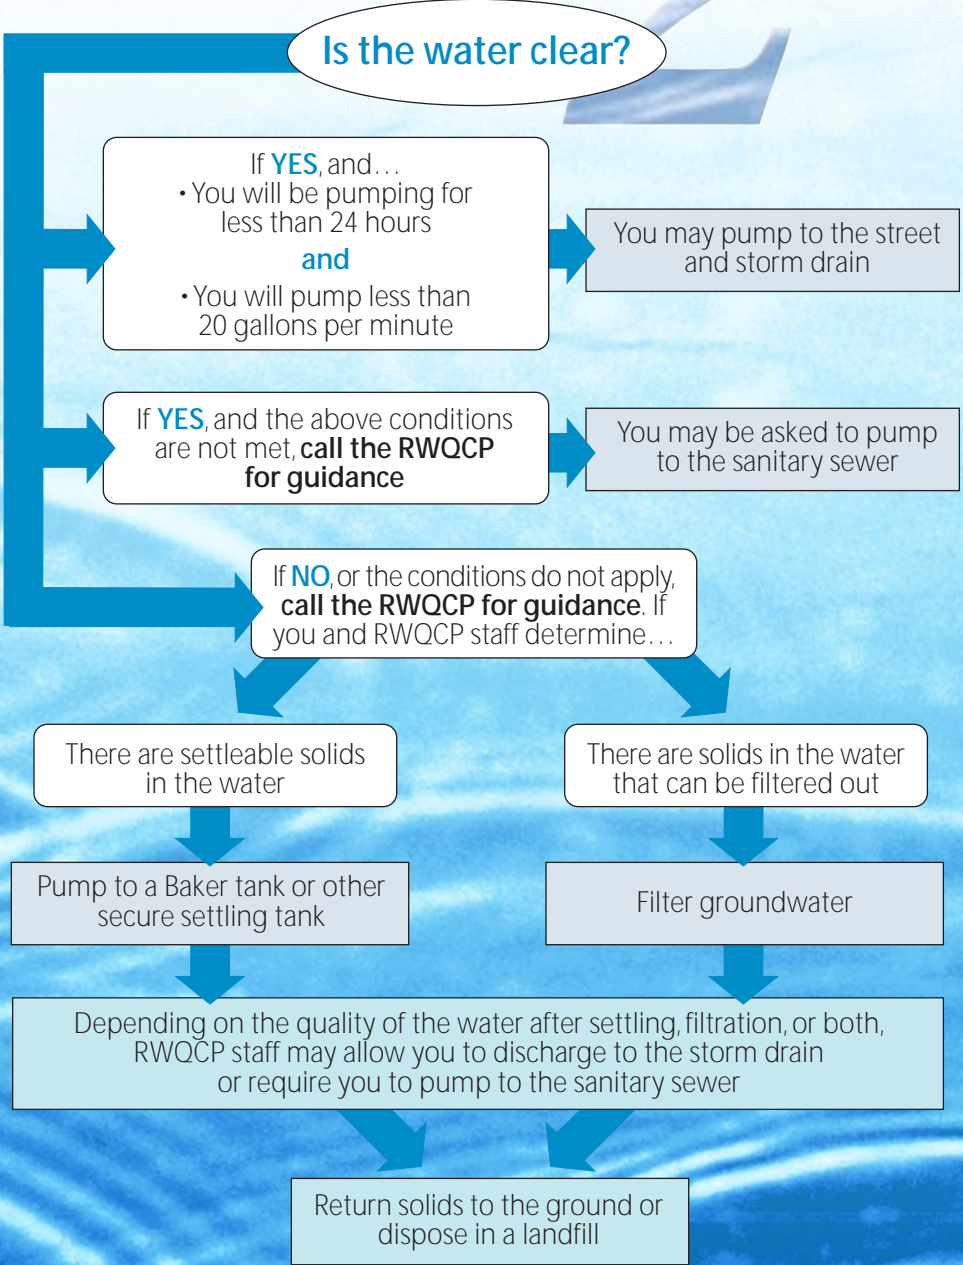 Is the water clear?
If YES, and...
• You will be pumping for
less than 24 hours
and
• You will pump less than
20 gallons per minute
You may pump to the street
and storm drain
If YES, and the above conditions
are not met, call the RWQCP
for guidance
You may be asked to pump
to the sanitary sewer
If NO, or the conditions do not apply,
call the RWQCP for guidance. If
you and RWQCP staff determine...
There are settleable solids
in the water
There are solids in the water
that can be filtered out
Pump to a Baker tank or other
secure settling tank
Filter groundwater
Depending on the quality of the water after settling, filtration, or both,
RWQCP staff may allow you to discharge to the storm drain
or require you to pump to the sanitary sewer
Return solids to the ground or
dispose in a landfill